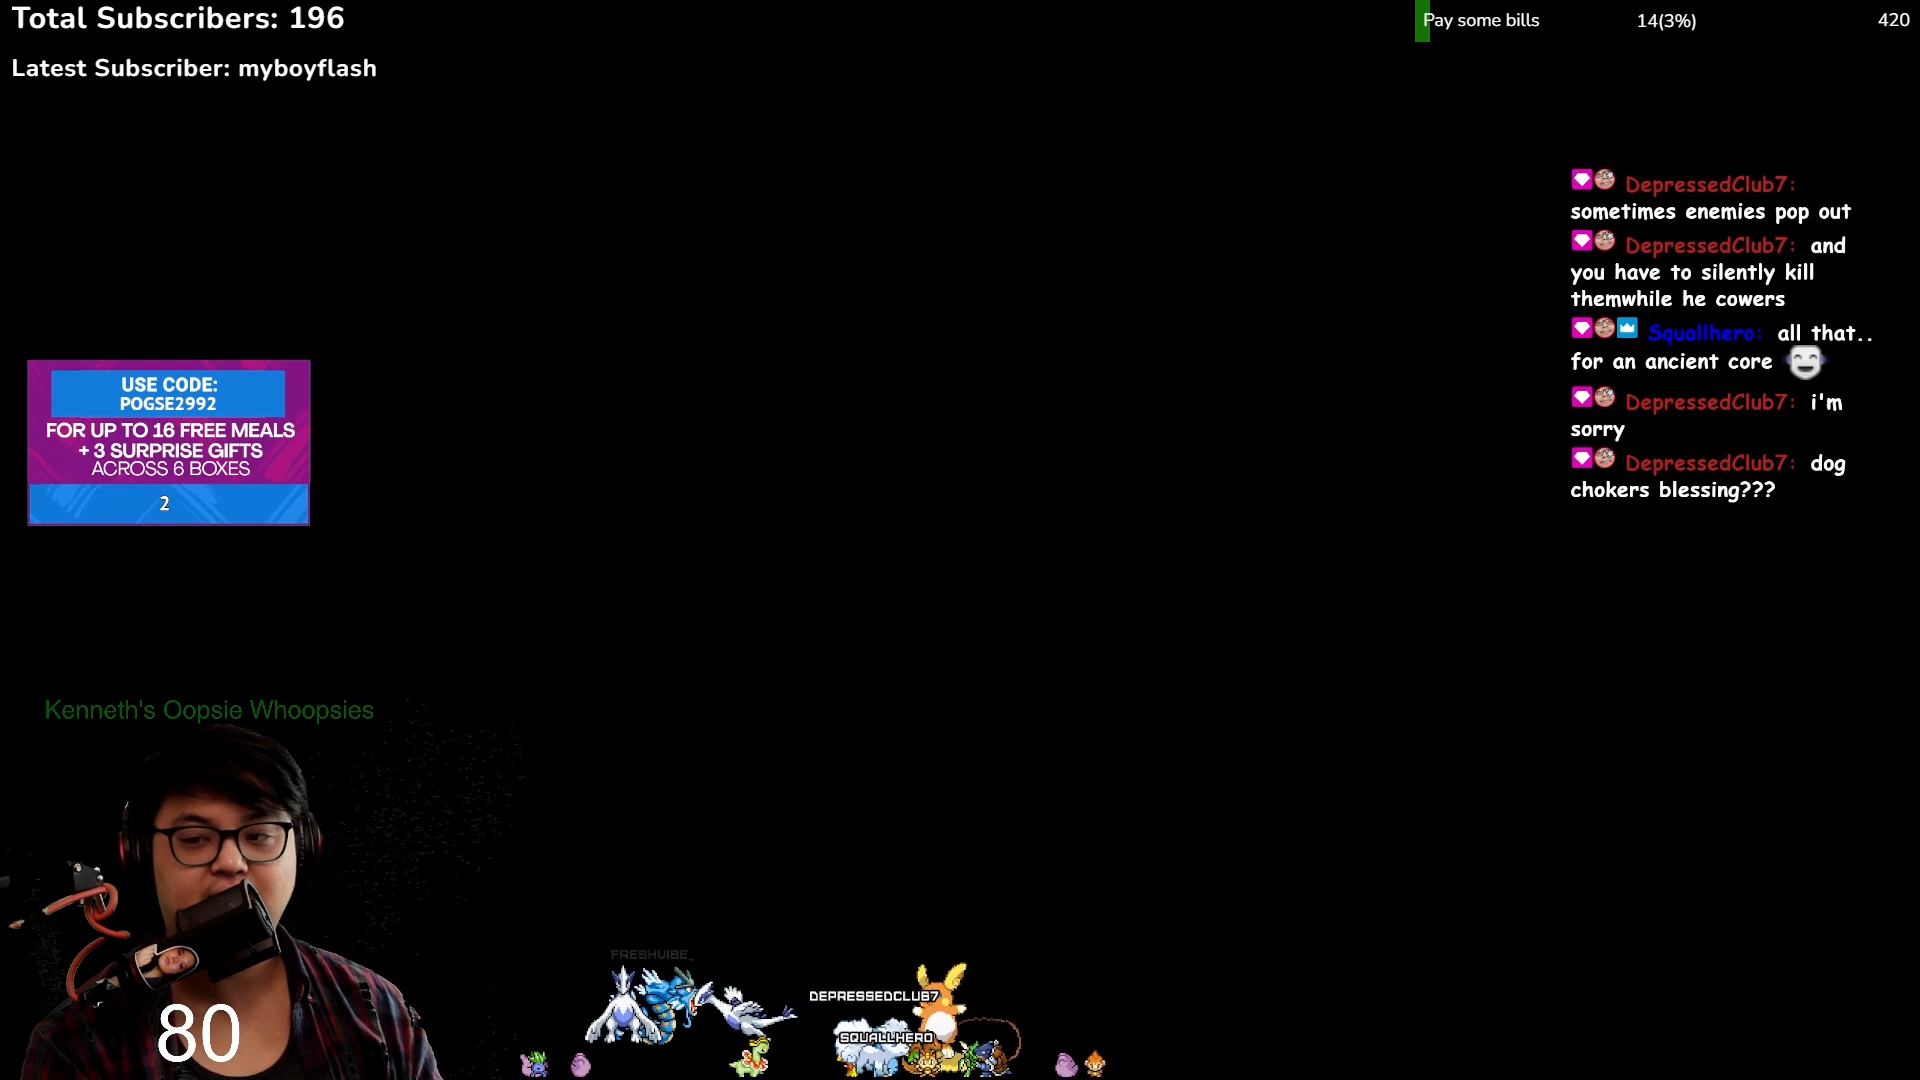 Total Subscribers: 196
Latest Subscriber: myboyflash
Pay some bills 14(3%) 420
DepressedClub7:
sometimes enemies pop out
DepressedClub7: and
you have to silently kill
themwhile he cowers
Squallhero: all that..
for an ancient core
DepressedClub7: i'm
sorry
DepressedClub7: dog
chokers blessing???
USE CODE:
POGSE2992
FOR UP TO 16 FREE MEALS
+ 3 SURPRISE GIFTS
ACROSS 6 BOXES
2
Kenneth's Oopsie Whoopsies
80
FRESHVIBE_
DEPRESSEDCLUB7
SQUALLHERO